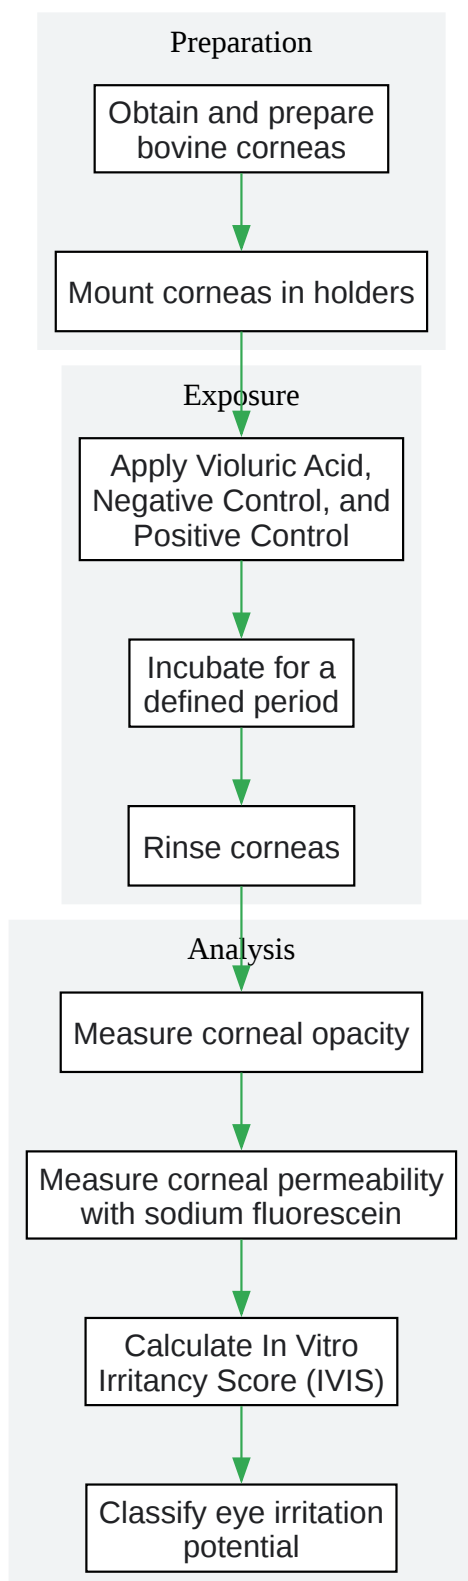 Preparation
Obtain and prepare
bovine corneas
Mount corneas in holders
Exposure
Apply Violuric Acid,
Negative Control, and
Positive Control
Incubate for a
defined period
Rinse corneas
Analysis
Measure corneal opacity
Measure corneal permeability
with sodium fluorescein
Calculate In Vitro
Irritancy Score (IVIS)
Classify eye irritation
potential